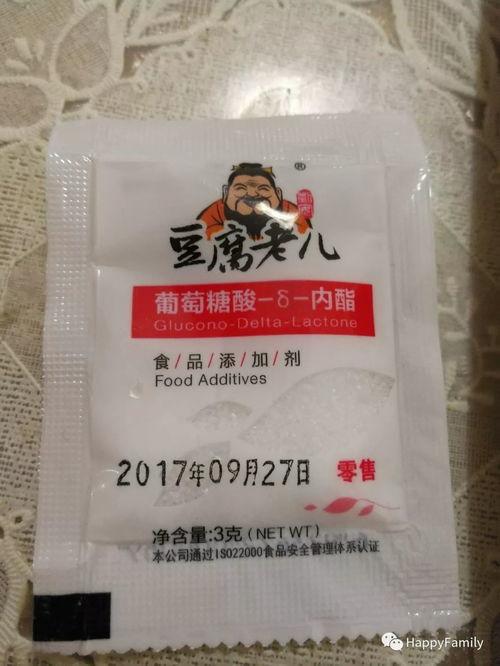 ®
豆腐老儿
葡萄糖酸-δ-内酯
Glucono-Delta-Lactone
食/品/添/加/剂
Food Additives
2017年09月27日 零售
净含量:3克(NET WT)
本公司通过ISO22000食品安全管理体系认证
HappyFamily